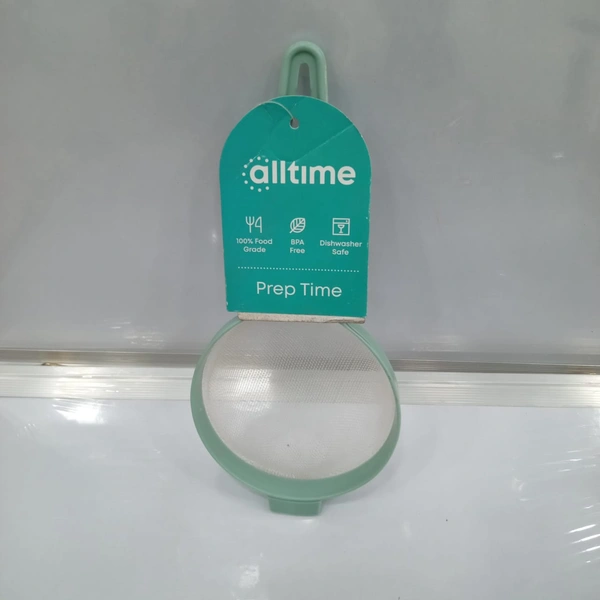 alltime
100% Food
Grade
BPA
Free
Dishwasher
Safe
Prep Time